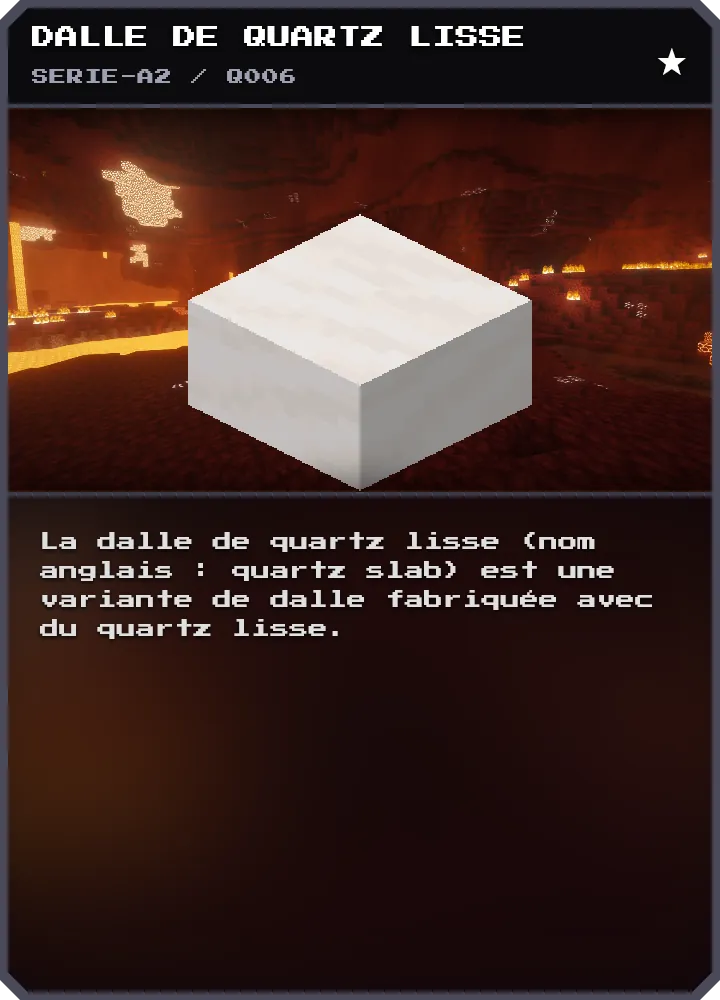 DALLE DE QUARTZ LISSE
SERIE-A2 / Q006
La dalle de quartz lisse (nom
anglais : quartz slab) est une
variante de dalle fabriquée avec
du quartz lisse.